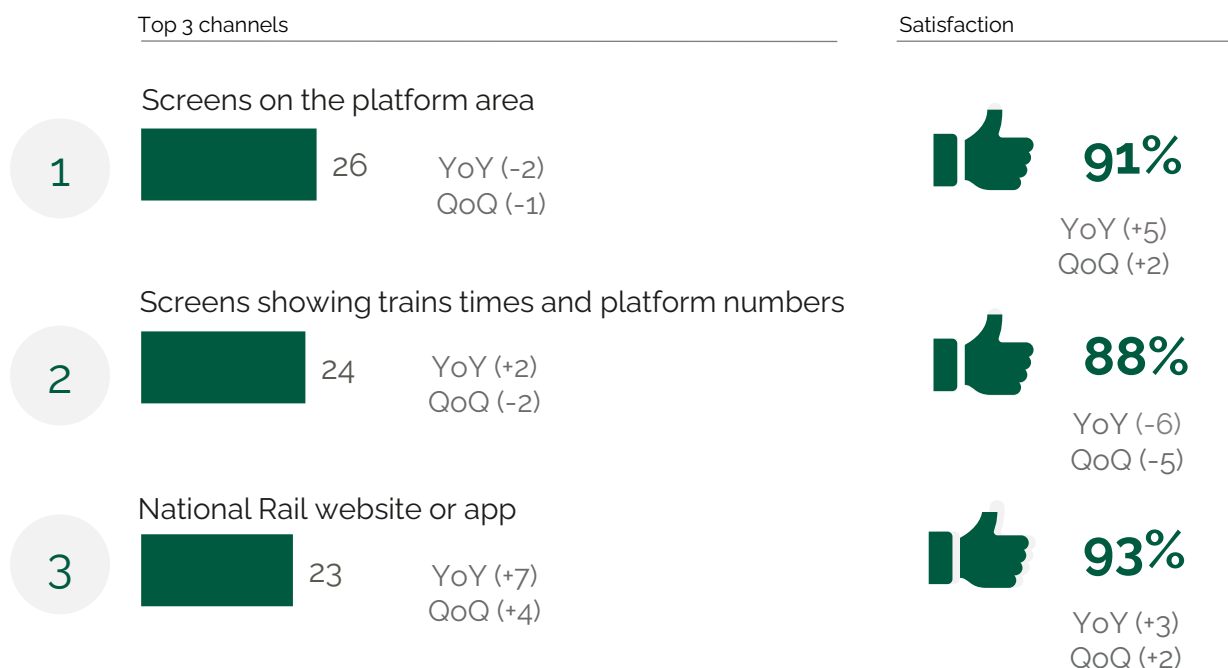 Top 3 channels
Satisfaction
1
Screens on the platform area
26
YoY (-2)
QoQ (-1)
91%
YoY (+5)
QoQ (+2)
2
Screens showing trains times and platform numbers
24
YoY (+2)
QoQ (-2)
88%
YoY (-6)
QoQ (-5)
3
National Rail website or app
23
YoY (+7)
QoQ (+4)
93%
YoY (+3)
QoQ (+2)